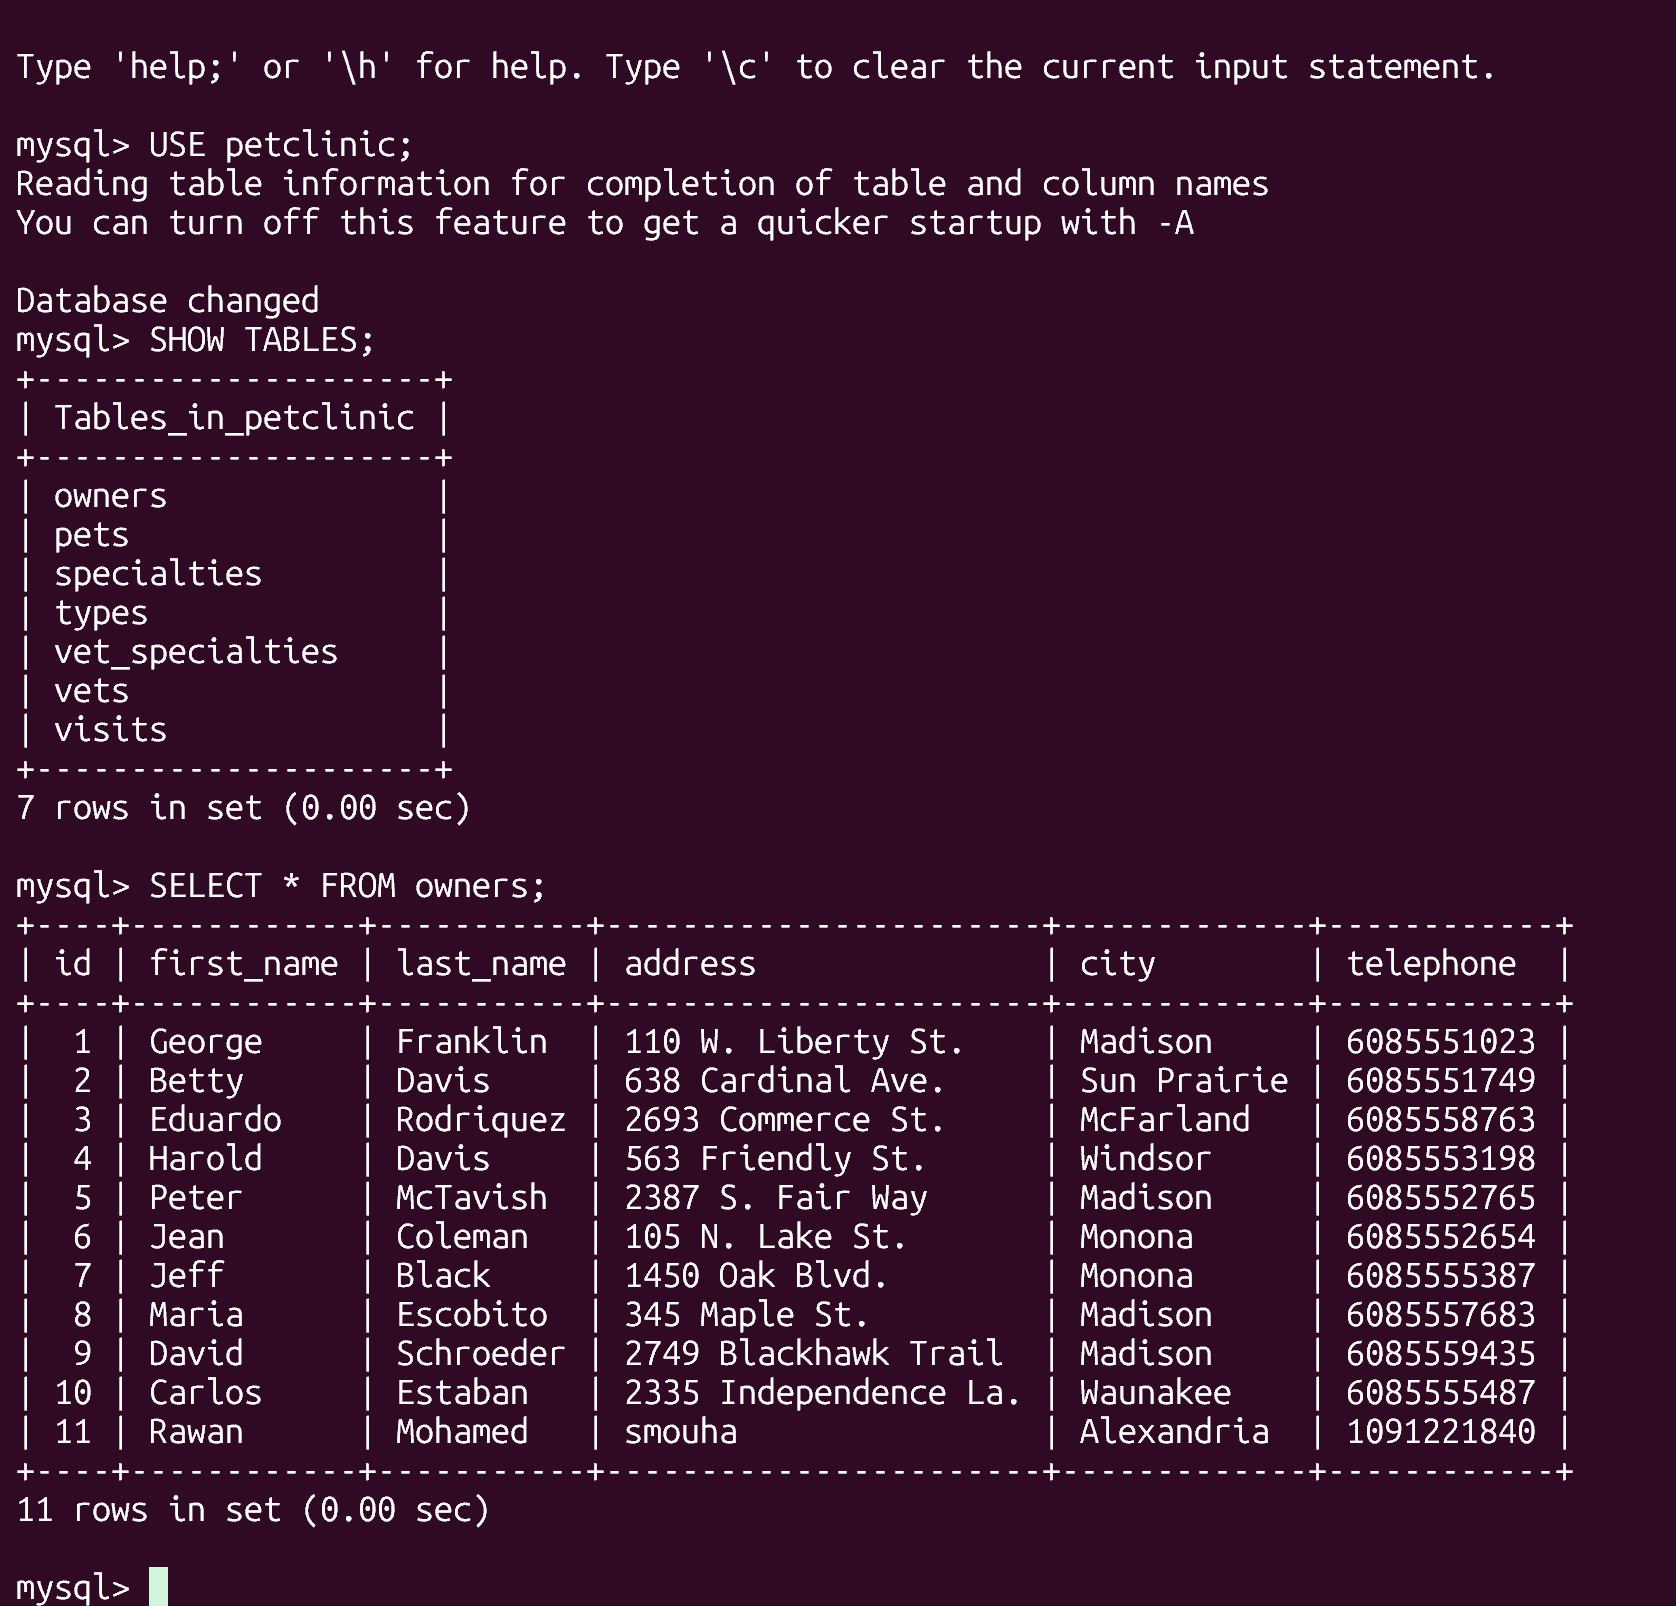 Type 'help;' or '\h' for help. Type '\c' to clear the current input statement.

mysql> USE petclinic;
Reading table information for completion of table and column names
You can turn off this feature to get a quicker startup with -A

Database changed
mysql> SHOW TABLES;
+---------------------+
| Tables_in_petclinic |
+---------------------+
| owners              |
| pets                |
| specialties         |
| types               |
| vet_specialties     |
| vets                |
| visits              |
+---------------------+
7 rows in set (0.00 sec)

mysql> SELECT * FROM owners;
+----+------------+-----------+-----------------------+-------------+------------+
| id | first_name | last_name | address               | city        | telephone  |
+----+------------+-----------+-----------------------+-------------+------------+
|  1 | George     | Franklin  | 110 W. Liberty St.    | Madison     | 6085551023 |
|  2 | Betty      | Davis     | 638 Cardinal Ave.     | Sun Prairie | 6085551749 |
|  3 | Eduardo    | Rodriquez | 2693 Commerce St.     | McFarland   | 6085558763 |
|  4 | Harold     | Davis     | 563 Friendly St.      | Windsor     | 6085553198 |
|  5 | Peter      | McTavish  | 2387 S. Fair Way      | Madison     | 6085552765 |
|  6 | Jean       | Coleman   | 105 N. Lake St.       | Monona      | 6085552654 |
|  7 | Jeff       | Black     | 1450 Oak Blvd.        | Monona      | 6085555387 |
|  8 | Maria      | Escobito  | 345 Maple St.         | Madison     | 6085557683 |
|  9 | David      | Schroeder | 2749 Blackhawk Trail  | Madison     | 6085559435 |
| 10 | Carlos     | Estaban   | 2335 Independence La. | Waunakee    | 6085555487 |
| 11 | Rawan      | Mohamed   | smouha                | Alexandria  | 1091221840 |
+----+------------+-----------+-----------------------+-------------+------------+
11 rows in set (0.00 sec)

mysql>